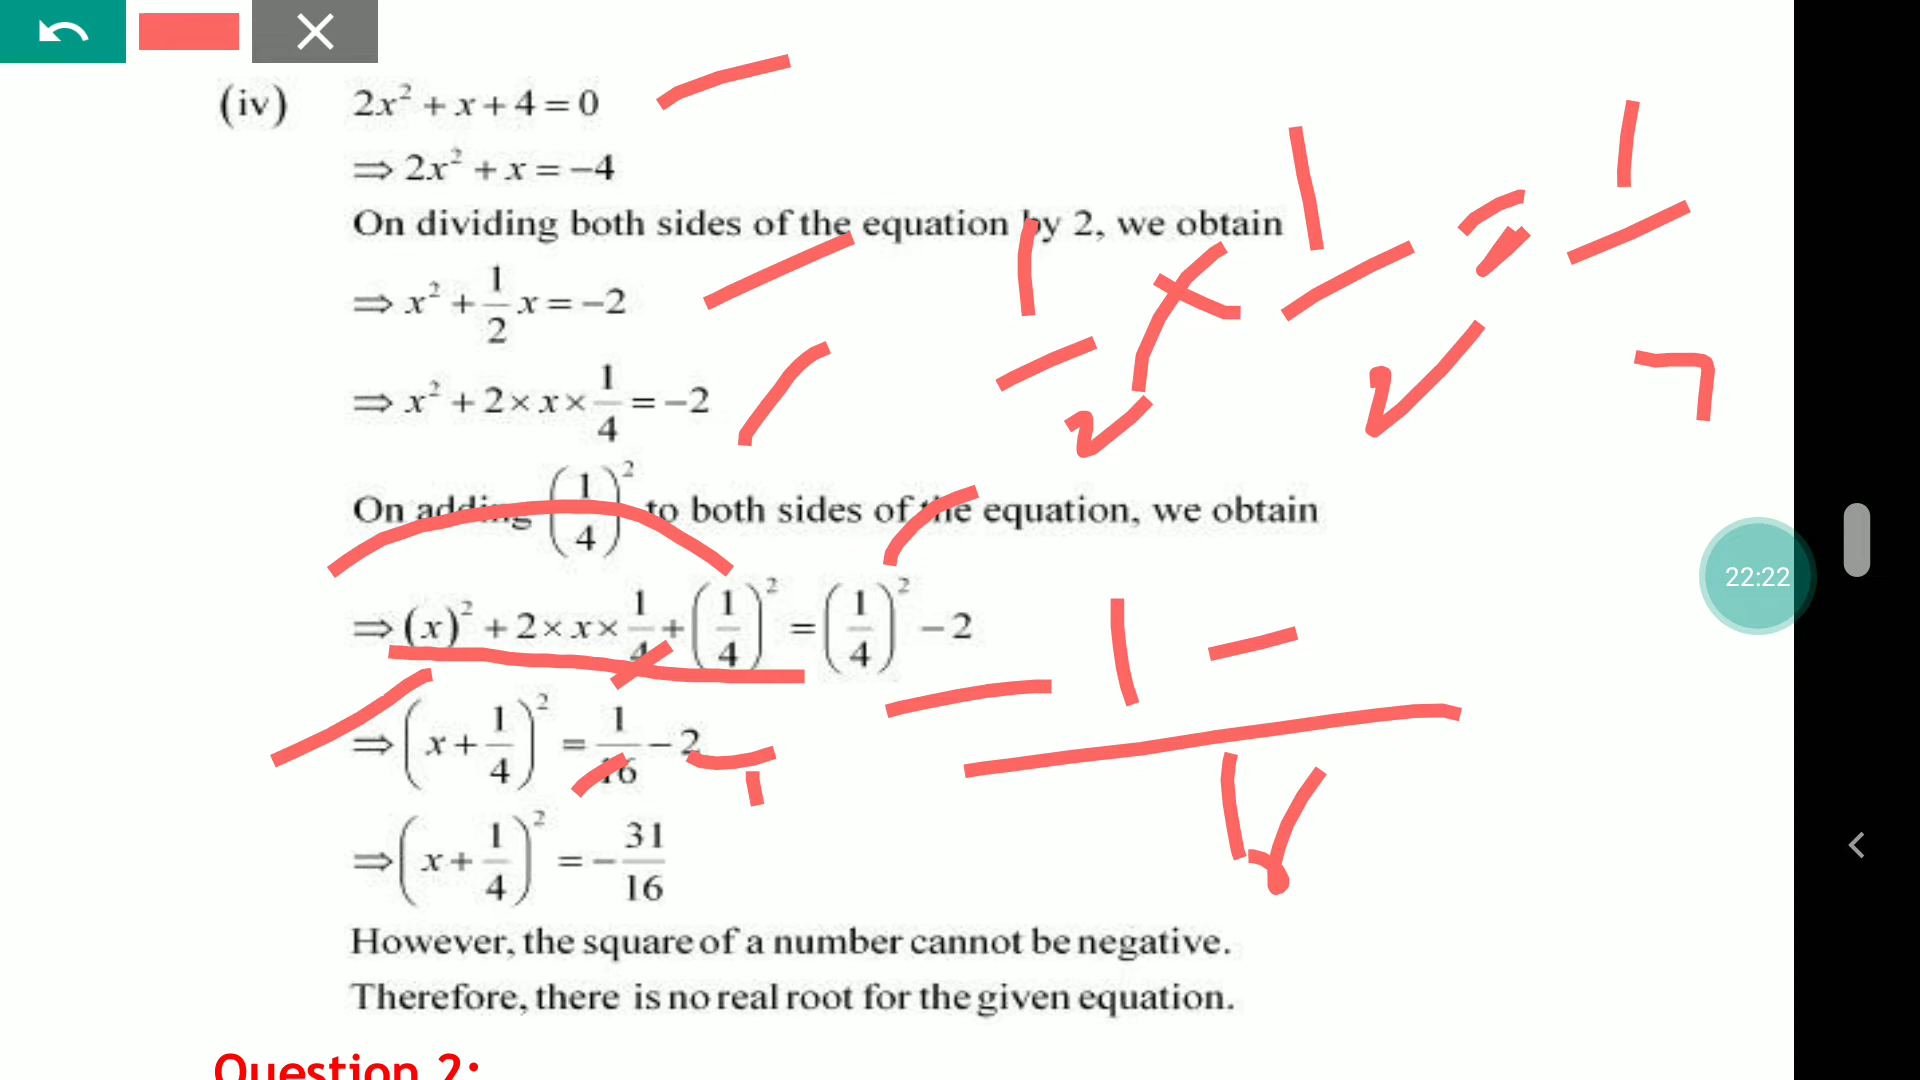 (iv) 2x² + x + 4 = 0
⇒ 2x² + x = −4
On dividing both sides of the equation by 2, we obtain
⇒ x² + 1/2 x = −2
⇒ x² + 2 × x × 1/4 = −2
On adding (1/4)² to both sides of the equation, we obtain
⇒ (x)² + 2 × x × 1/4 + (1/4)² = (1/4)² − 2
⇒ (x + 1/4)² = 1/16 − 2
⇒ (x + 1/4)² = − 31/16
However, the square of a number cannot be negative.
Therefore, there is no real root for the given equation.
Question 2:
22:22